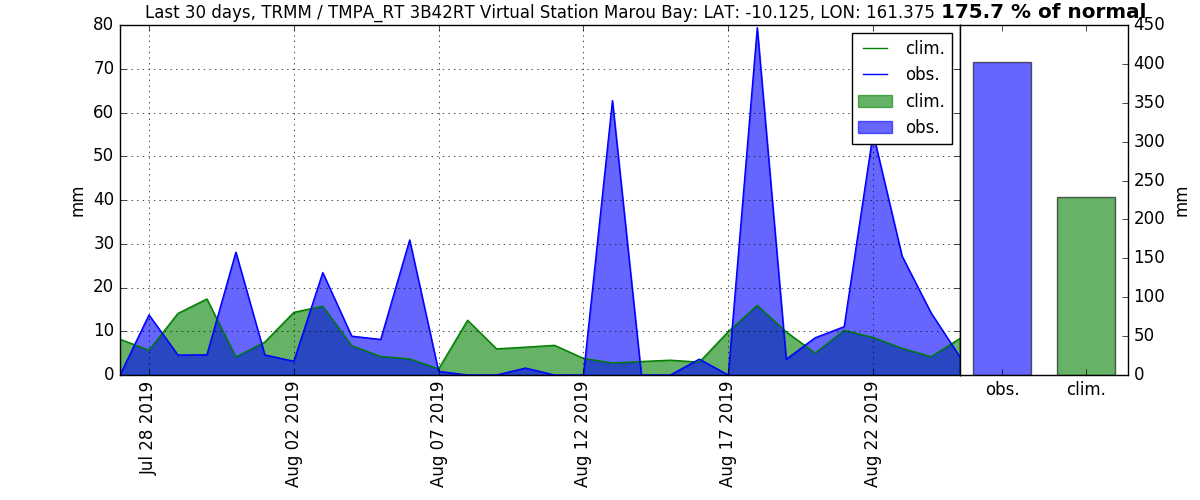 Last 30 days, TRMM / TMPA_RT 3B42RT Virtual Station Marou Bay: LAT: -10.125, LON: 161.375 175.7 % of normal
80
70
60
50
40
30
20
10
0
mm
clim.
obs.
clim.
obs.
450
400
350
300
250
200
150
100
50
0
mm
Jul 28 2019
Aug 02 2019
Aug 07 2019
Aug 12 2019
Aug 17 2019
Aug 22 2019
obs.
clim.